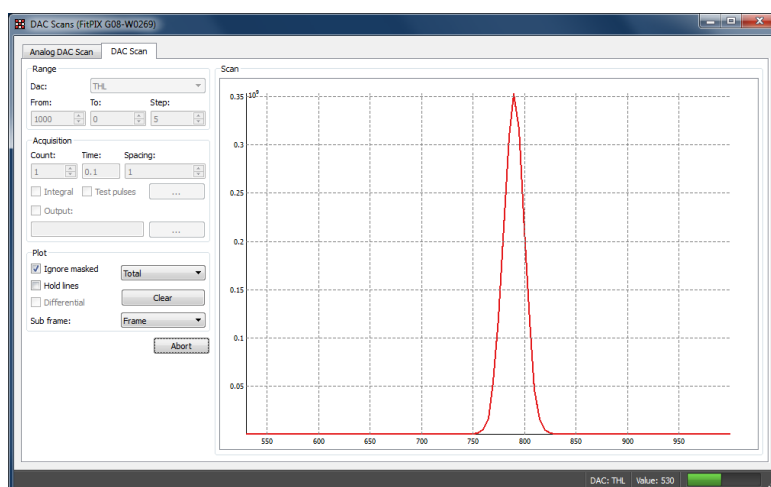 DAC Scans (FitPIX G08-W0269)
Analog DAC Scan DAC Scan
Range
Dac: THL
From: To: Step:
1000 0 5
Acquisition
Count: Time: Spacing:
1 0.1 1
Integral Test pulses ...
Output:
...
Plot
Ignore masked Total
Hold lines
Differential Clear
Sub frame: Frame
Abort
Scan
0.35 10⁹
0.3
0.25
0.2
0.15
0.1
0.05
550 600 650 700 750 800 850 900 950
DAC: THL Value: 530